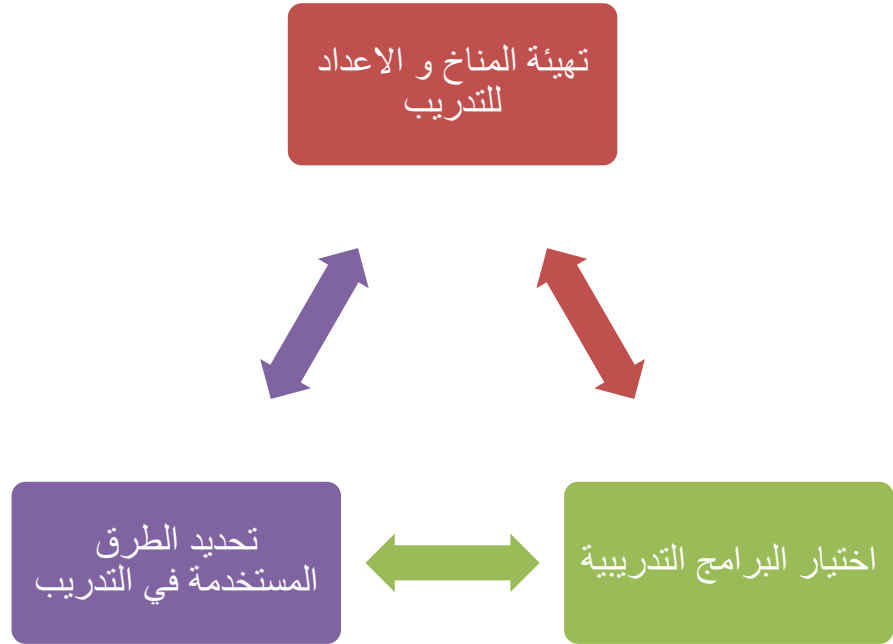 تهيئة المناخ و الاعداد
للتدريب
اختيار البرامج التدريبية
تحديد الطرق
المستخدمة في التدريب